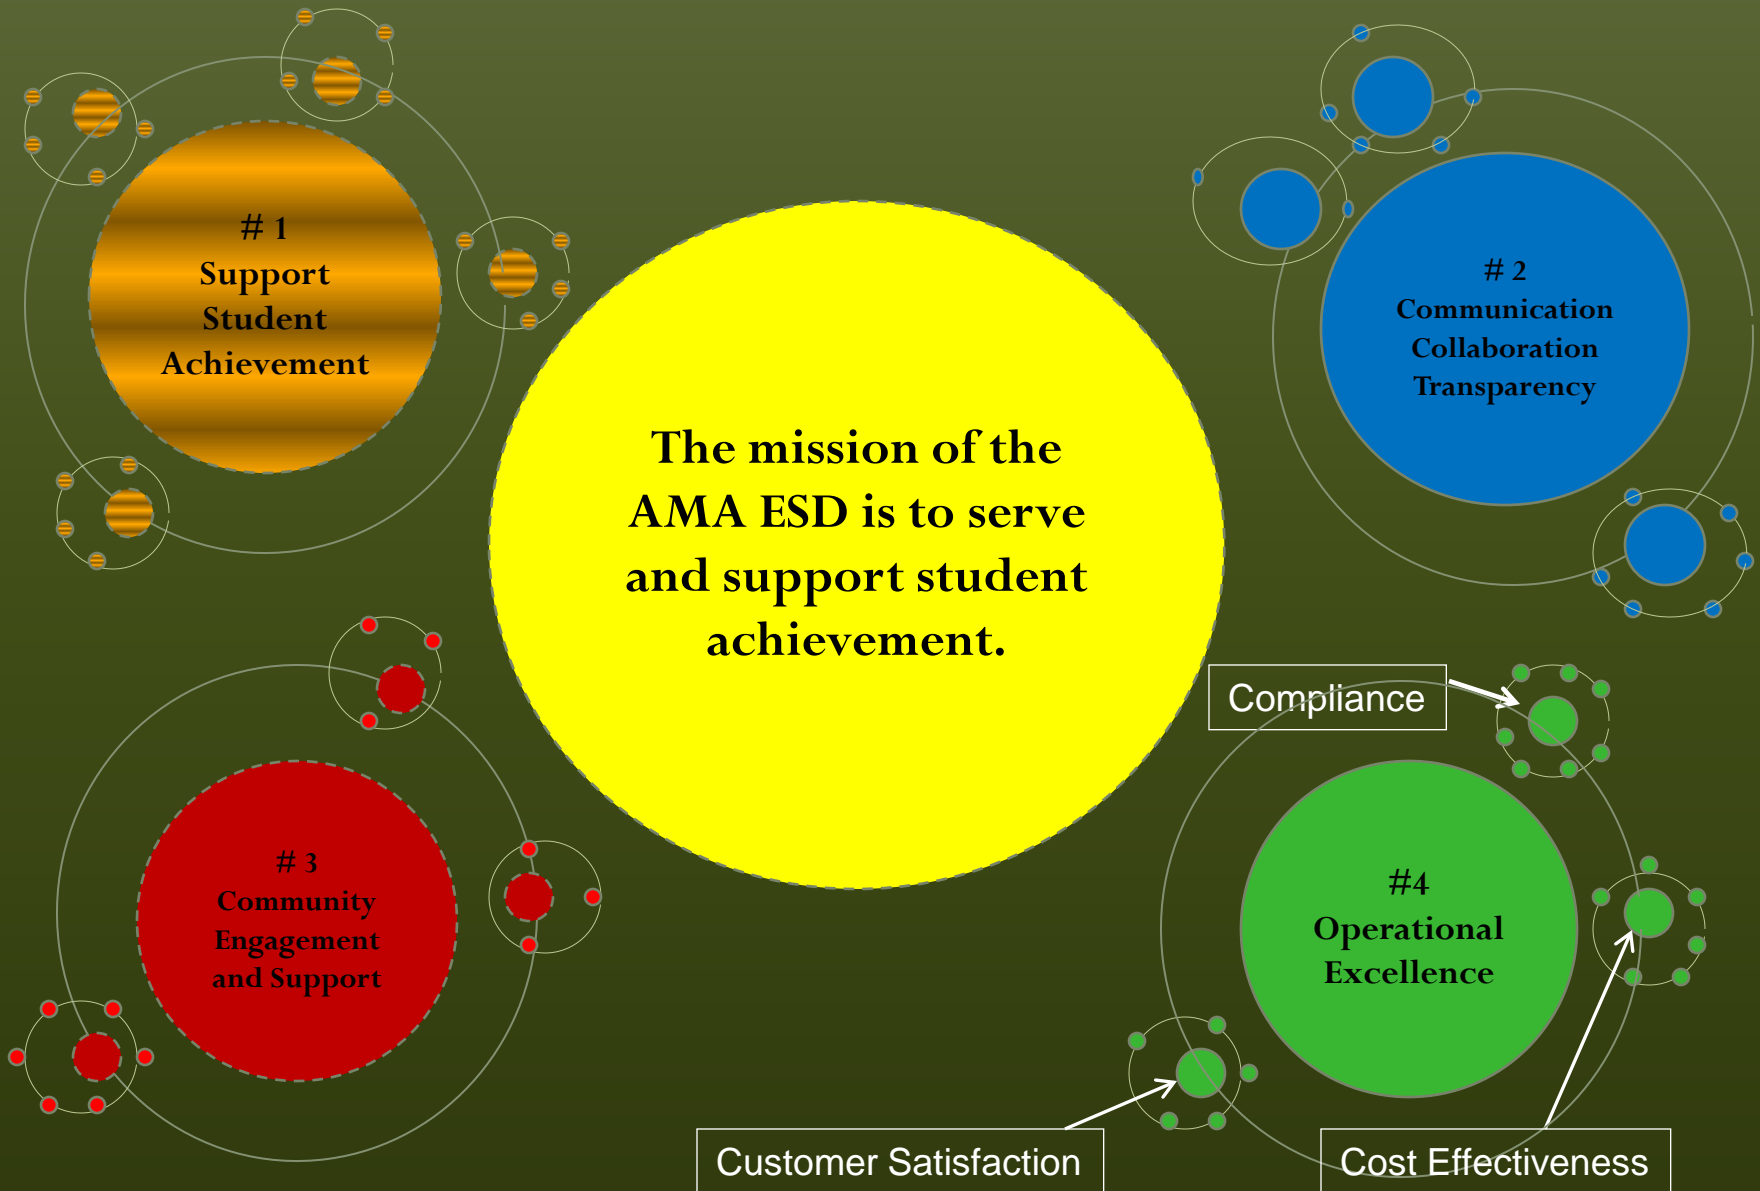 # 1
Support
Student
Achievement
# 2
Communication
Collaboration
Transparency
The mission of the
AMA ESD is to serve
and support student
achievement.
Compliance
# 3
Community
Engagement
and Support
#4
Operational
Excellence
Customer Satisfaction
Cost Effectiveness